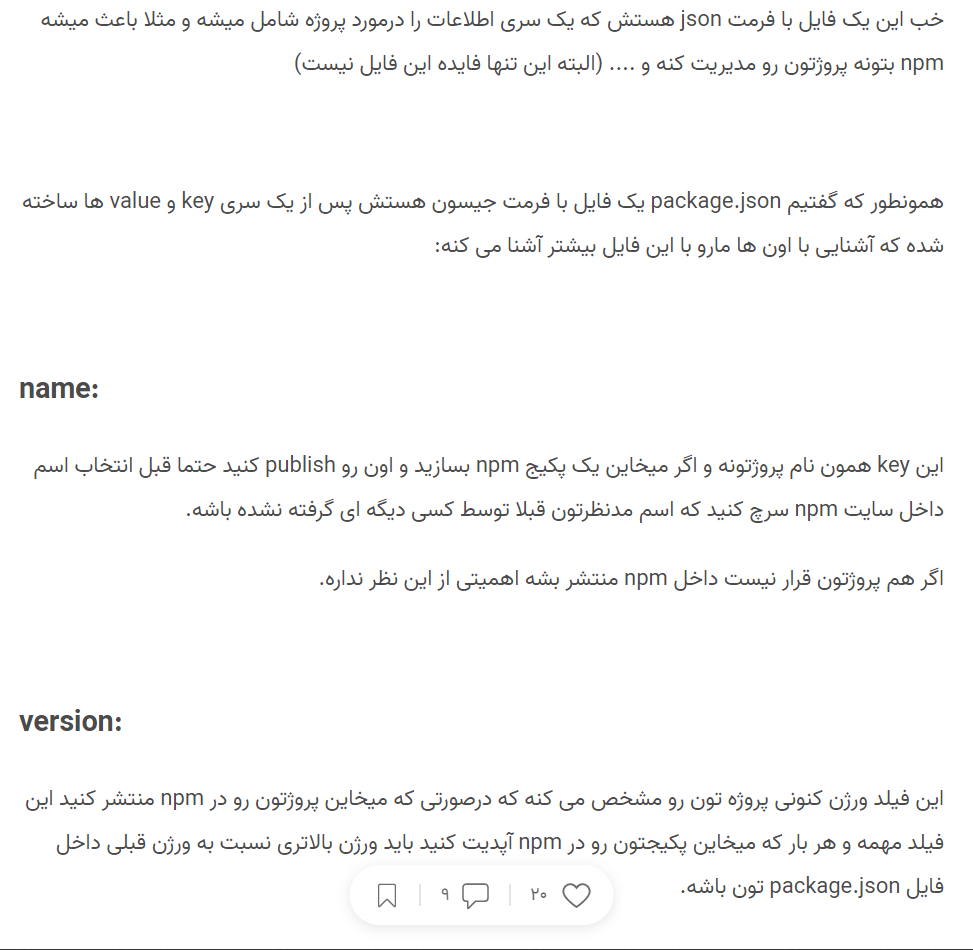 خب این یک فایل با فرمت json هستش که یک سری اطلاعات را درمورد پروژه شامل میشه و مثلا باعث میشه
npm بتونه پروژتون رو مدیریت کنه و .... (البته این تنها فایده این فایل نیست)
همونطور که گفتیم package.json یک فایل با فرمت جیسون هستش پس از یک سری key و value ها ساخته
شده که آشنایی با اون ها مارو با این فایل بیشتر آشنا می کنه:
name:
این key همون نام پروژتونه و اگر میخاین یک پکیج npm بسازید و اون رو publish کنید حتما قبل انتخاب اسم
داخل سایت npm سرچ کنید که اسم مدنظرتون قبلا توسط کسی دیگه ای گرفته نشده باشه.
اگر هم پروژتون قرار نیست داخل npm منتشر بشه اهمیتی از این نظر نداره.
version:
این فیلد ورژن کنونی پروژه تون رو مشخص می کنه که درصورتی که میخاین پروژتون رو در npm منتشر کنید این
فیلد مهمه و هر بار که میخاین پکیجتون رو در npm آپدیت کنید باید ورژن بالاتری نسبت به ورژن قبلی داخل
فایل package.json تون باشه.
۲۰ ۹